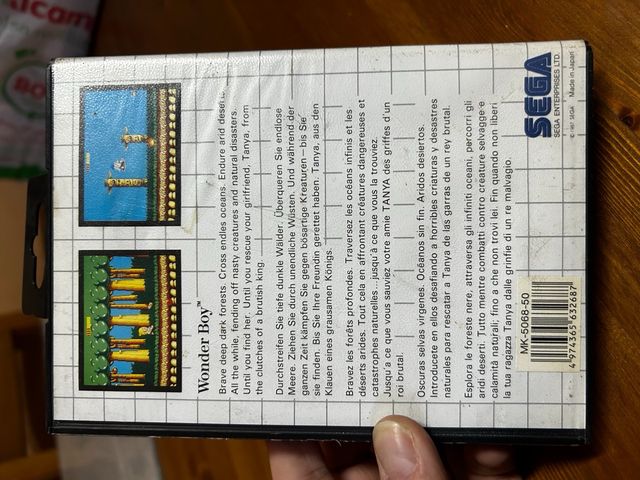 Wonder Boy™
Brave deep dark forests. Cross endles oceans. Endure arid desert
All the while, fending off nasty creatures and natural disasters.
Until you find her. Until you rescue your girlfriend, Tanya, from
the clutches of a brutish king.
Durchstreifen Sie tiefe dunkle Wälder. Überqueren Sie endlose
Meere. Ziehen Sie durch unendliche Wüsten. Und während der
ganzen Zeit kämpfen Sie gegen bösartige Kreaturen – bis Sie
sie finden. Bis Sie Ihre Freundin gerettet haben. Tanya, aus den
Klauen eines grausamen Königs.
Bravez les forêts profondes. Traversez les océans infinis et les
déserts arides. Tout cela en affrontant créatures dangereuses et
catastrophes naturelles...jusqu'à ce que vous la trouviez.
Jusqu'a ce que vous sauviez votre amie TANYA des griffes d'un
roi brutal.
Oscuras selvas virgenes. Océanos sin fin. Aridos desiertos.
Introducete en ellos desafiando a horribles criaturas y desastres
naturales para rescatar a Tanya de las garras de un rey brutal.
Esplora le foreste nere, attraversa gli infiniti oceani, percorri gli
aridi deserti. Tutto mentre combatti contro creature selvagge e
calamità naturali, fino a che non trovi lei. Fin quando non liberi
la tua ragazza Tanya dalle grinfie di un re malvagio.
SEGA
SEGA ENTERPRISES LTD.
© 1987 SEGA Made in Japan
MK-5068-50
4974365632687